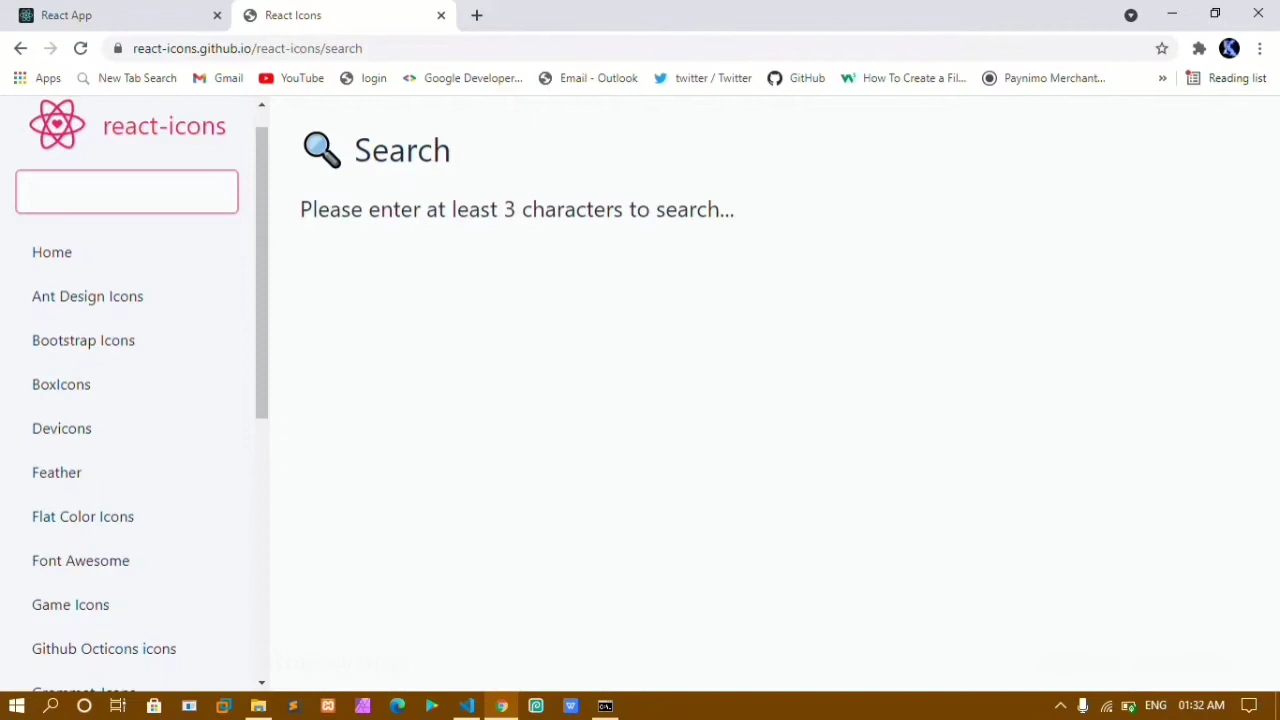 React App
React Icons
react-icons.github.io/react-icons/search
Apps
New Tab Search
Gmail
YouTube
login
Google Developer...
Email - Outlook
twitter / Twitter
GitHub
How To Create a Fil...
Paynimo Merchant...
»
Reading list
react-icons
Search
Please enter at least 3 characters to search...
Home
Ant Design Icons
Bootstrap Icons
BoxIcons
Devicons
Feather
Flat Color Icons
Font Awesome
Game Icons
Github Octicons icons
ENG
01:32 AM